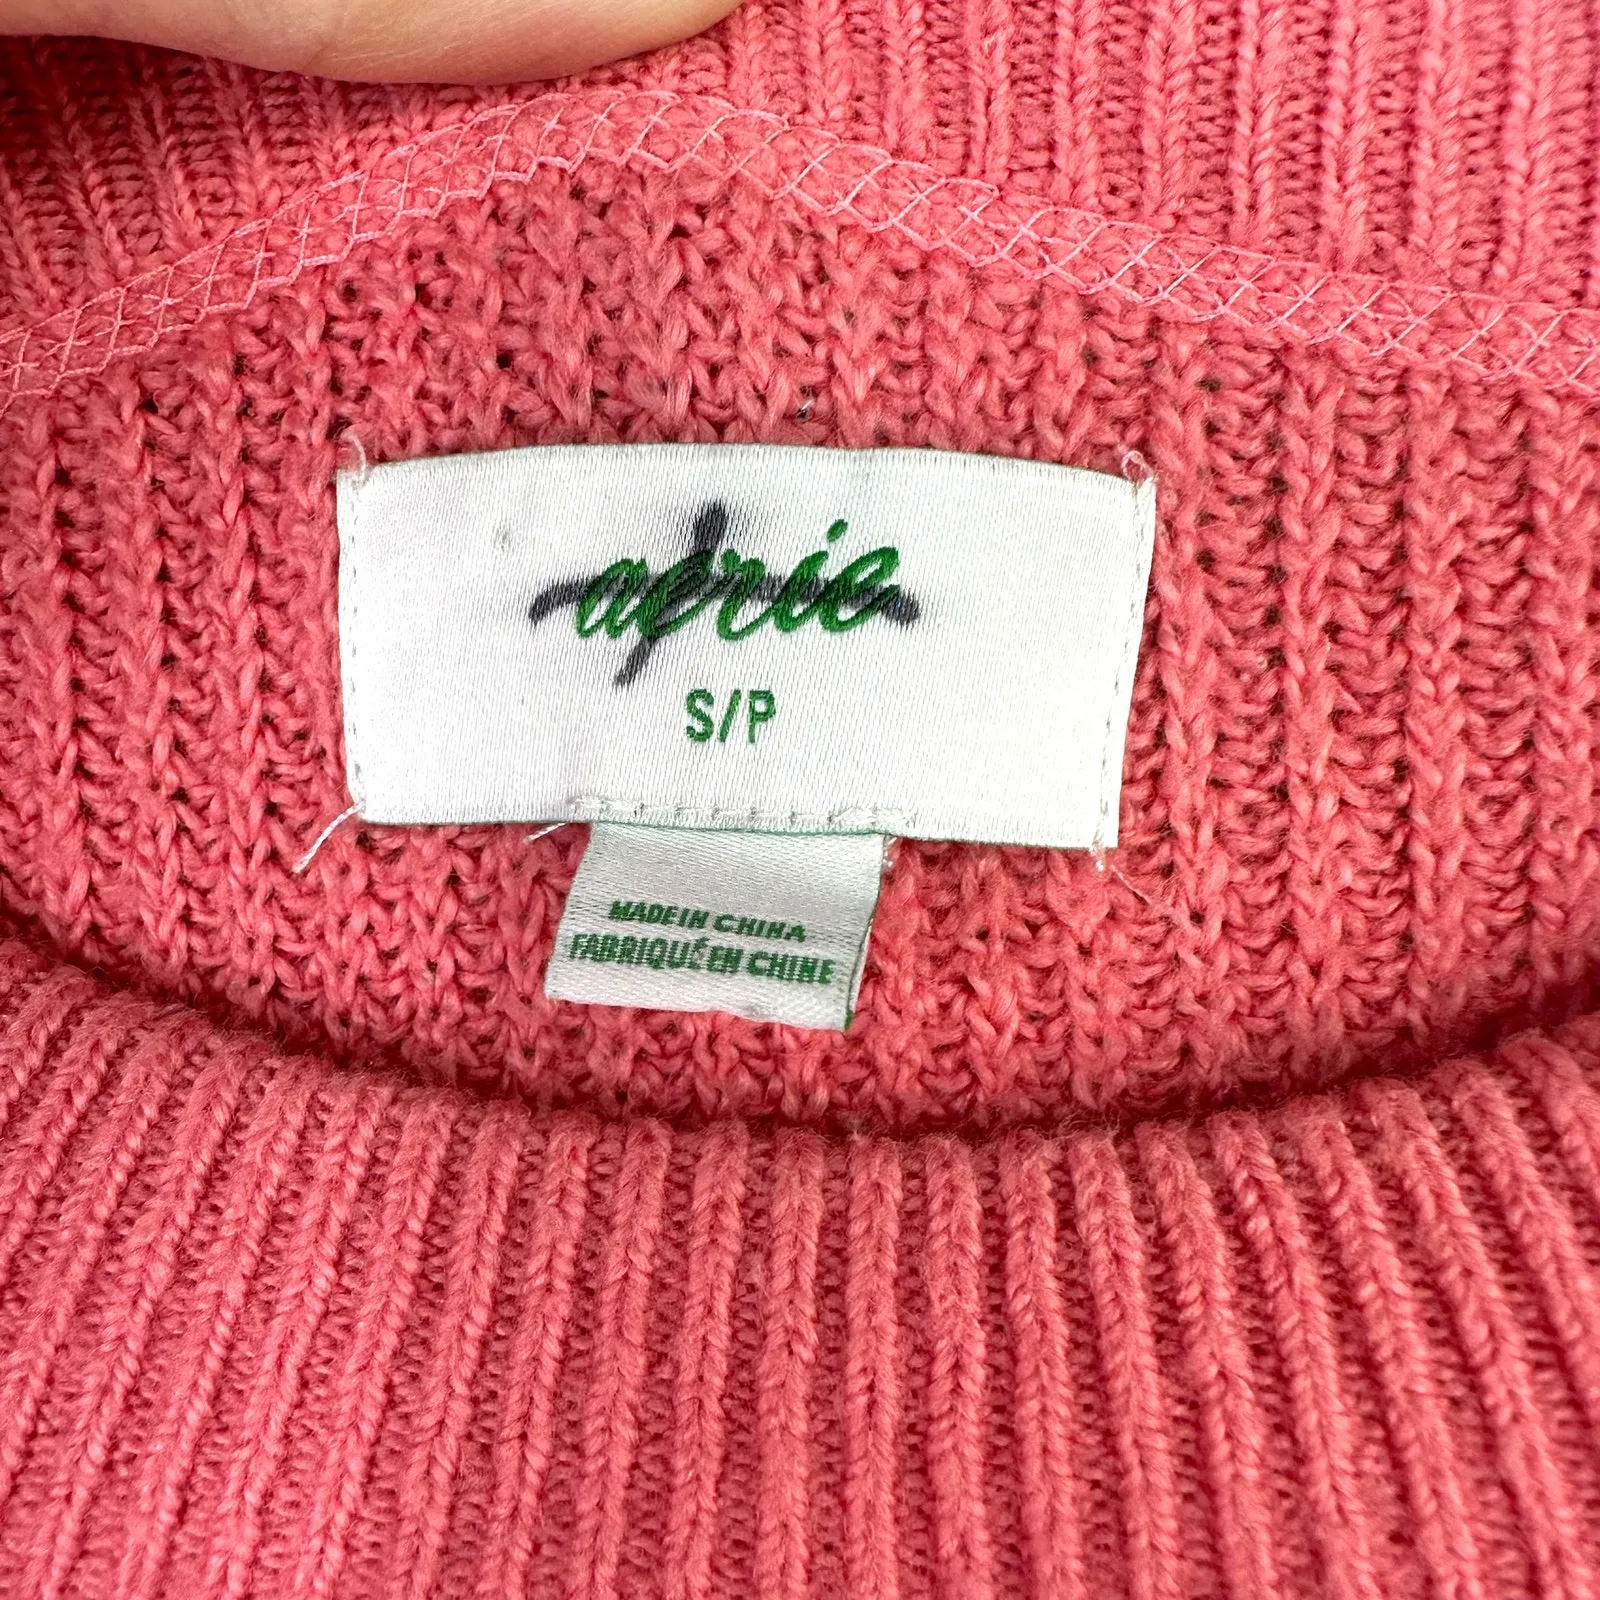 aerie
S/P
MADE IN CHINA
FABRIQUÉ EN CHINE